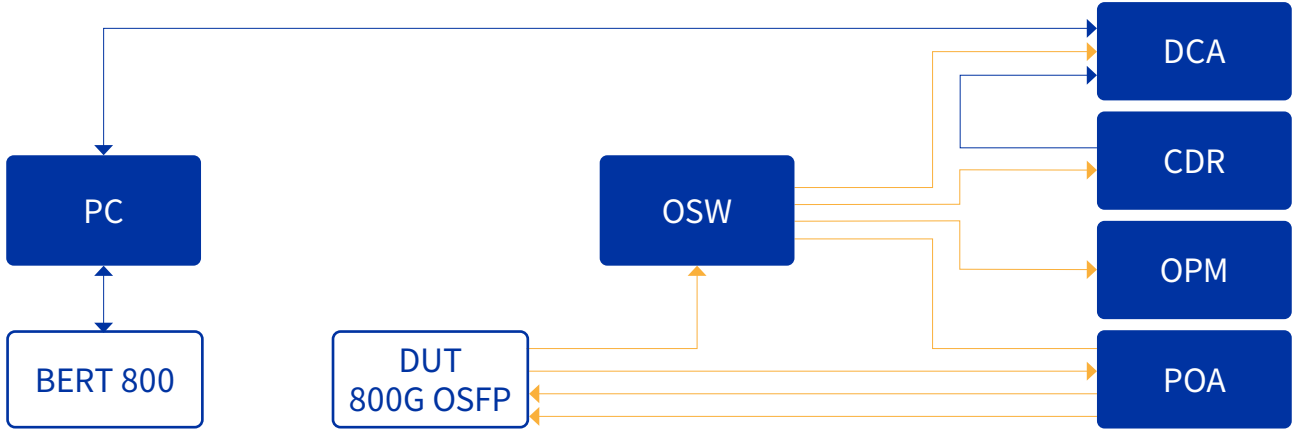 DCA
PC
OSW
CDR
OPM
BERT 800
DUT
800G OSFP
POA